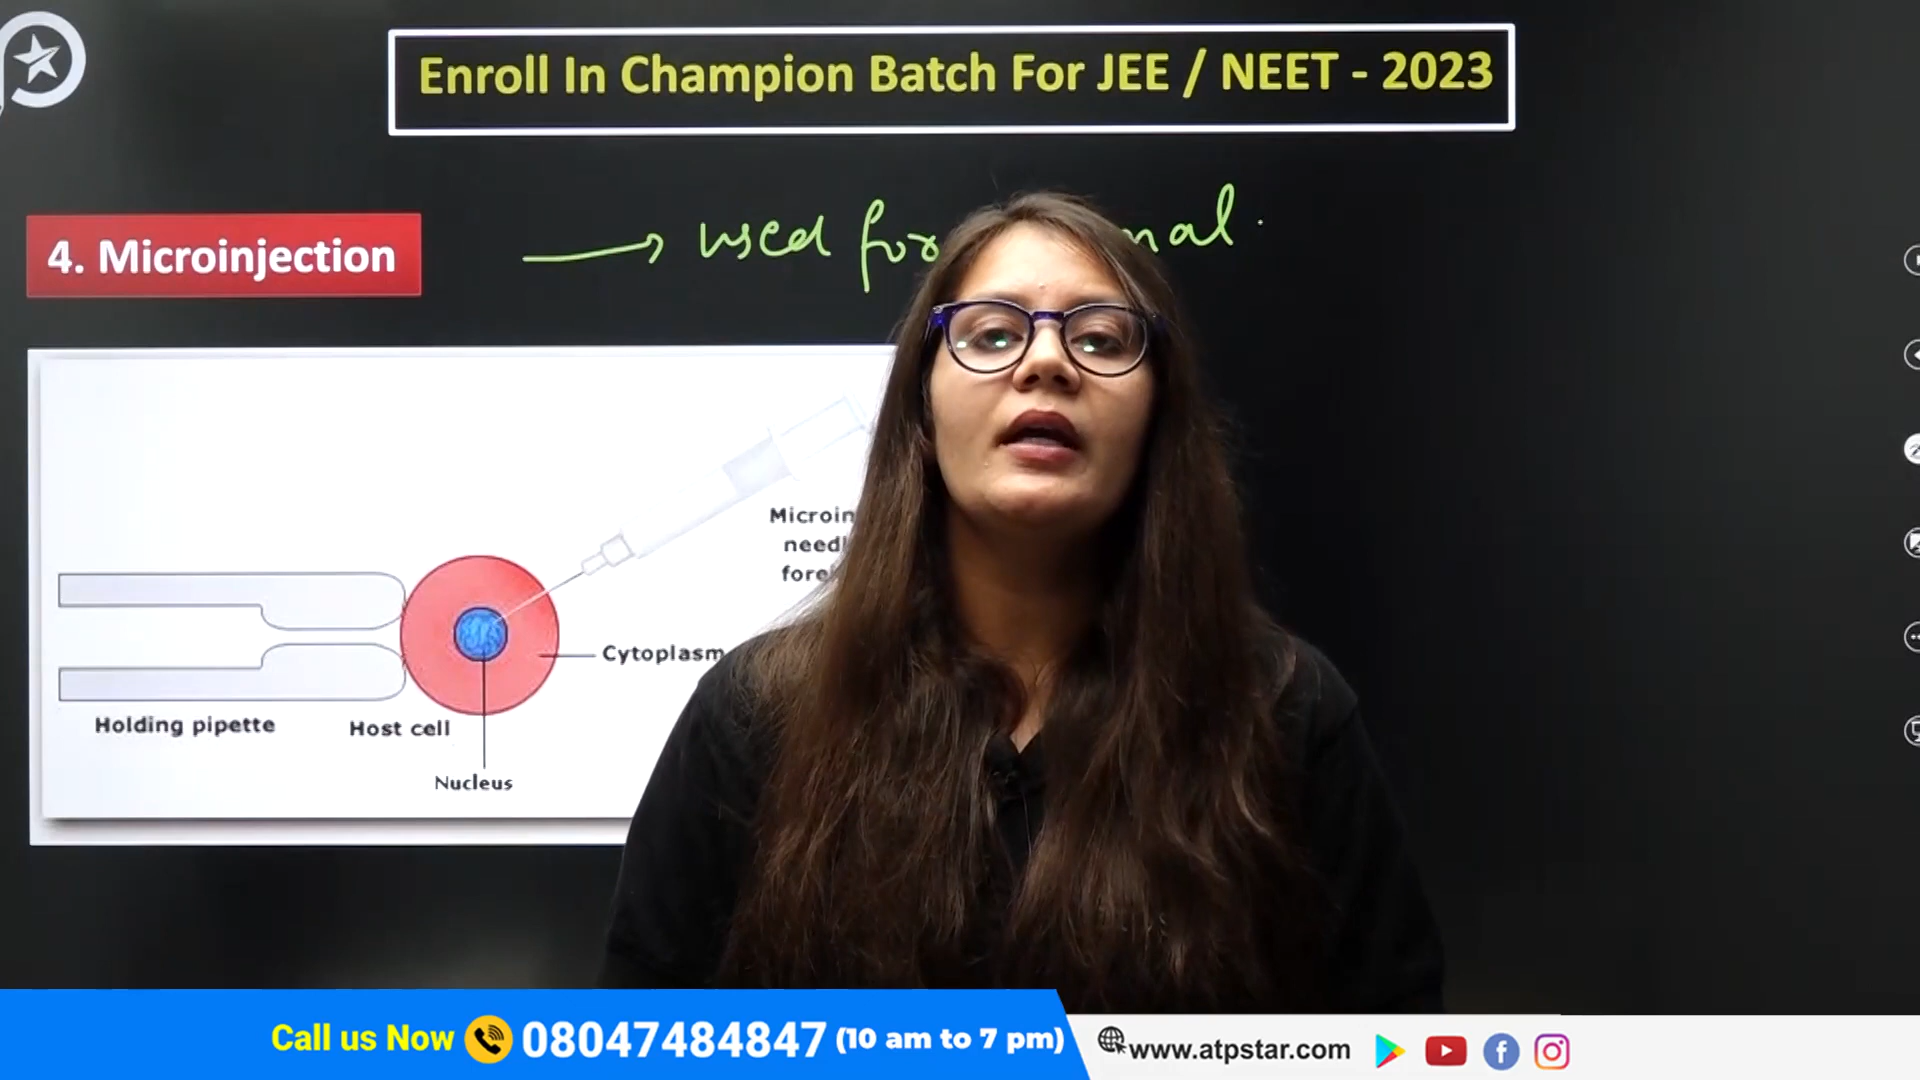 Enroll In Champion Batch For JEE / NEET - 2023
4. Microinjection
used for
Cytoplasm
Holding pipette
Host cell
Nucleus
Call us Now 08047484847 (10 am to 7 pm)
www.atpstar.com